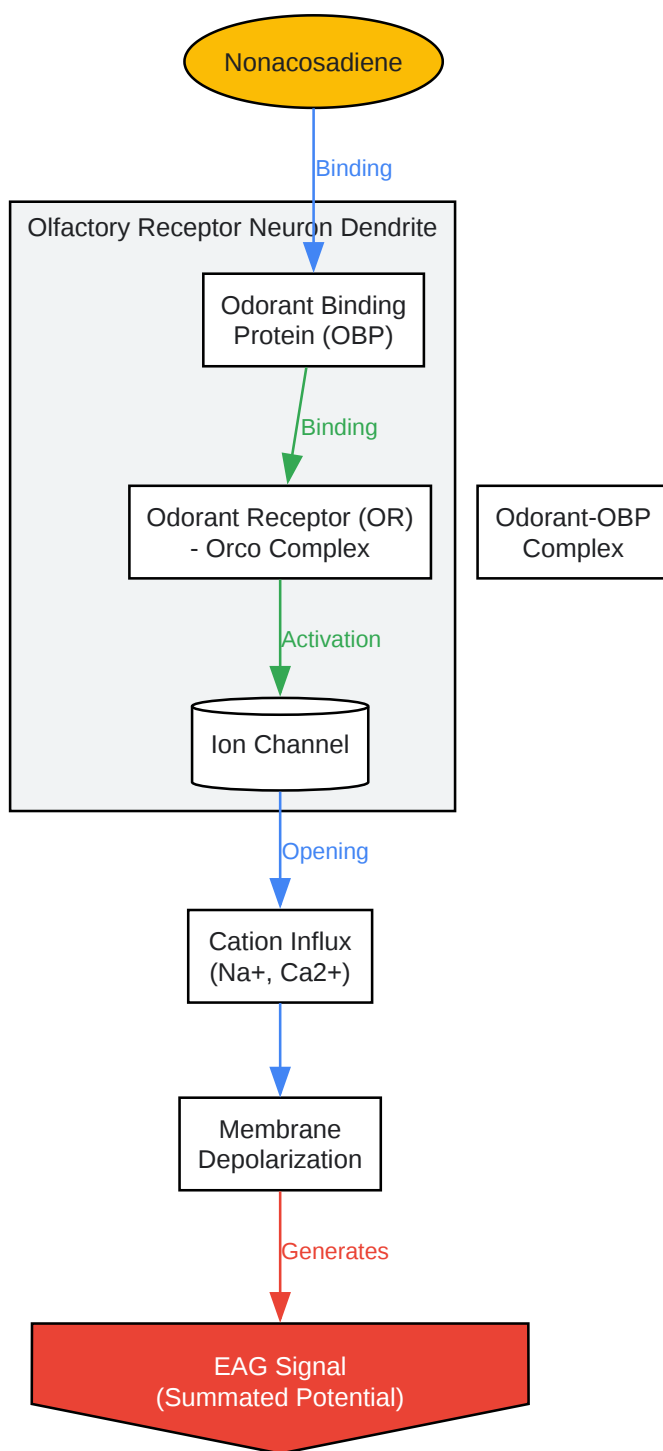 Nonacosadiene
Binding
Olfactory Receptor Neuron Dendrite
Odorant Binding
Protein (OBP)
Binding
Odorant Receptor (OR)
- Orco Complex
Odorant-OBP
Complex
Activation
Ion Channel
Opening
Cation Influx
(Na+, Ca2+)
Membrane
Depolarization
Generates
EAG Signal
(Summated Potential)